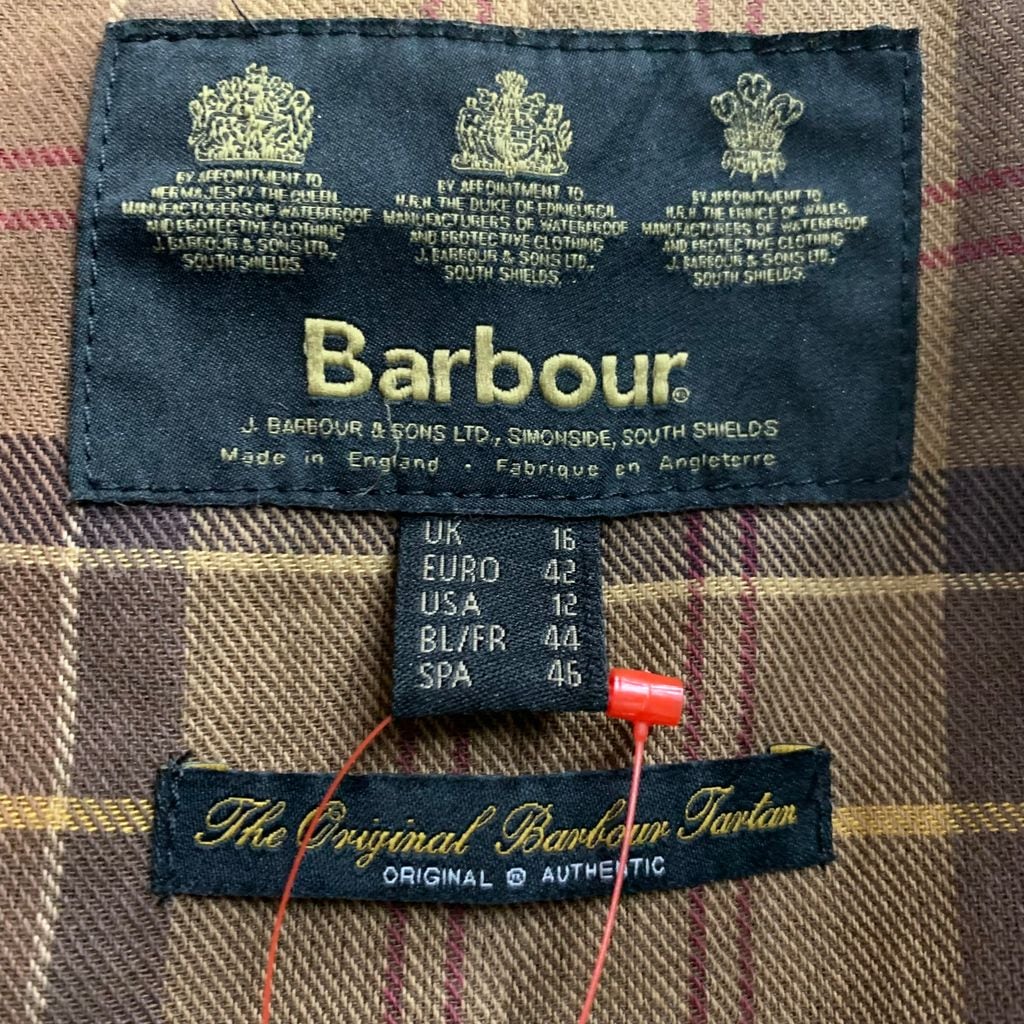 BY APPOINTMENT TO
HER MAJESTY THE QUEEN
MANUFACTURERS OF WATERPROOF
AND PROTECTIVE CLOTHING
J. BARBOUR & SONS LTD.,
SOUTH SHIELDS.
BY APPOINTMENT TO
H.R.H. THE DUKE OF EDINBURGH.
MANUFACTURERS OF WATERPROOF
AND PROTECTIVE CLOTHING
J. BARBOUR & SONS LTD.,
SOUTH SHIELDS.
BY APPOINTMENT TO
H.R.H. THE PRINCE OF WALES.
MANUFACTURERS OF WATERPROOF
AND PROTECTIVE CLOTHING
J. BARBOUR & SONS LTD.,
SOUTH SHIELDS.
Barbour®
J. BARBOUR & SONS LTD., SIMONSIDE, SOUTH SHIELDS
Made in England · Fabrique en Angleterre
UK 16
EURO 42
USA 12
BL/FR 44
SPA 46
The Original Barbour Tartan
ORIGINAL ® AUTHENTIC